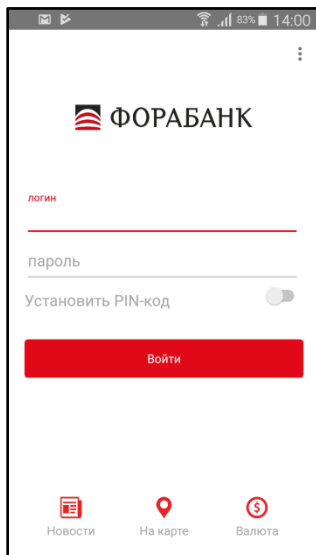 83% 14:00
ФОРАБАНК
логин
пароль
Установить PIN-код
Войти
Новости На карте Валюта